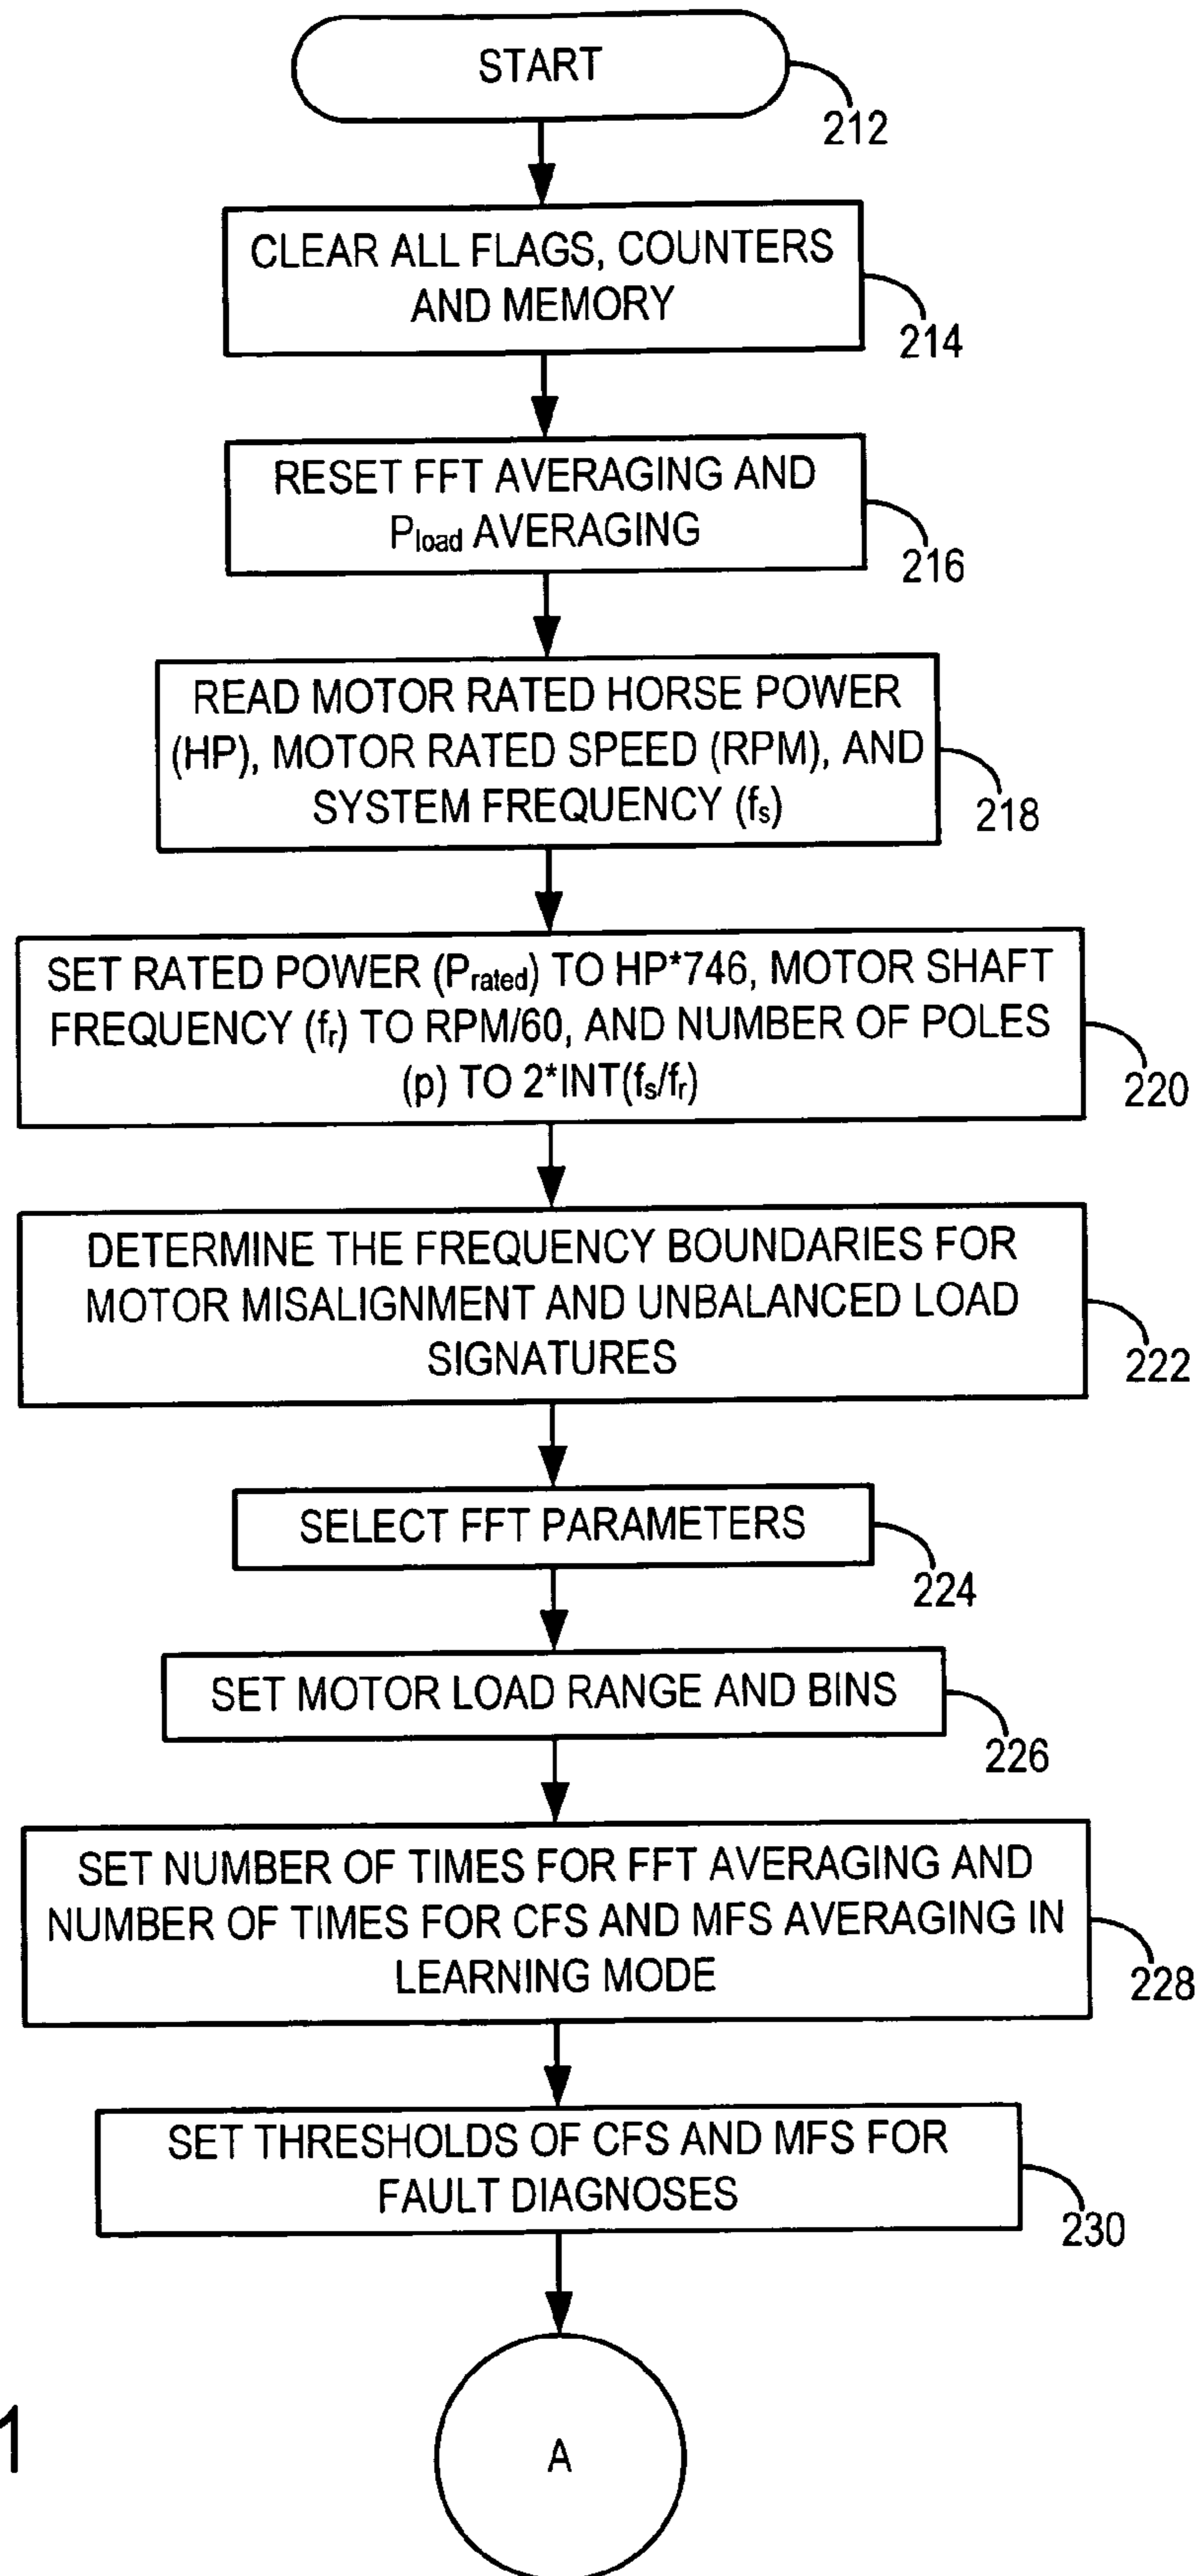 START
212
CLEAR ALL FLAGS, COUNTERS
AND MEMORY
214
RESET FFT AVERAGING AND
Pload AVERAGING
216
READ MOTOR RATED HORSE POWER
(HP), MOTOR RATED SPEED (RPM), AND
SYSTEM FREQUENCY (fs)
218
SET RATED POWER (Prated) TO HP*746, MOTOR SHAFT
FREQUENCY (fr) TO RPM/60, AND NUMBER OF POLES
(p) TO 2*INT(fs/fr)
220
DETERMINE THE FREQUENCY BOUNDARIES FOR
MOTOR MISALIGNMENT AND UNBALANCED LOAD
SIGNATURES
222
SELECT FFT PARAMETERS
224
SET MOTOR LOAD RANGE AND BINS
226
SET NUMBER OF TIMES FOR FFT AVERAGING AND
NUMBER OF TIMES FOR CFS AND MFS AVERAGING IN
LEARNING MODE
228
SET THRESHOLDS OF CFS AND MFS FOR
FAULT DIAGNOSES
230
A
1